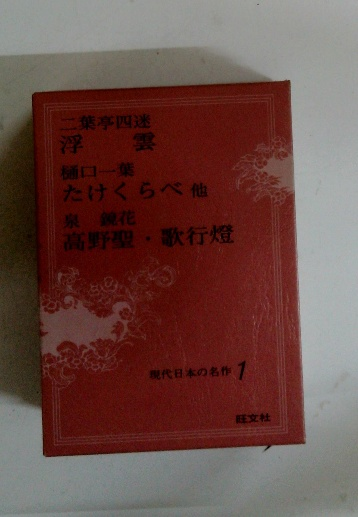 二葉亭四迷
浮雲
樋口一葉
たけくらべ 他
泉 鏡花
高野聖・歌行燈
現代日本の名作 1
旺文社